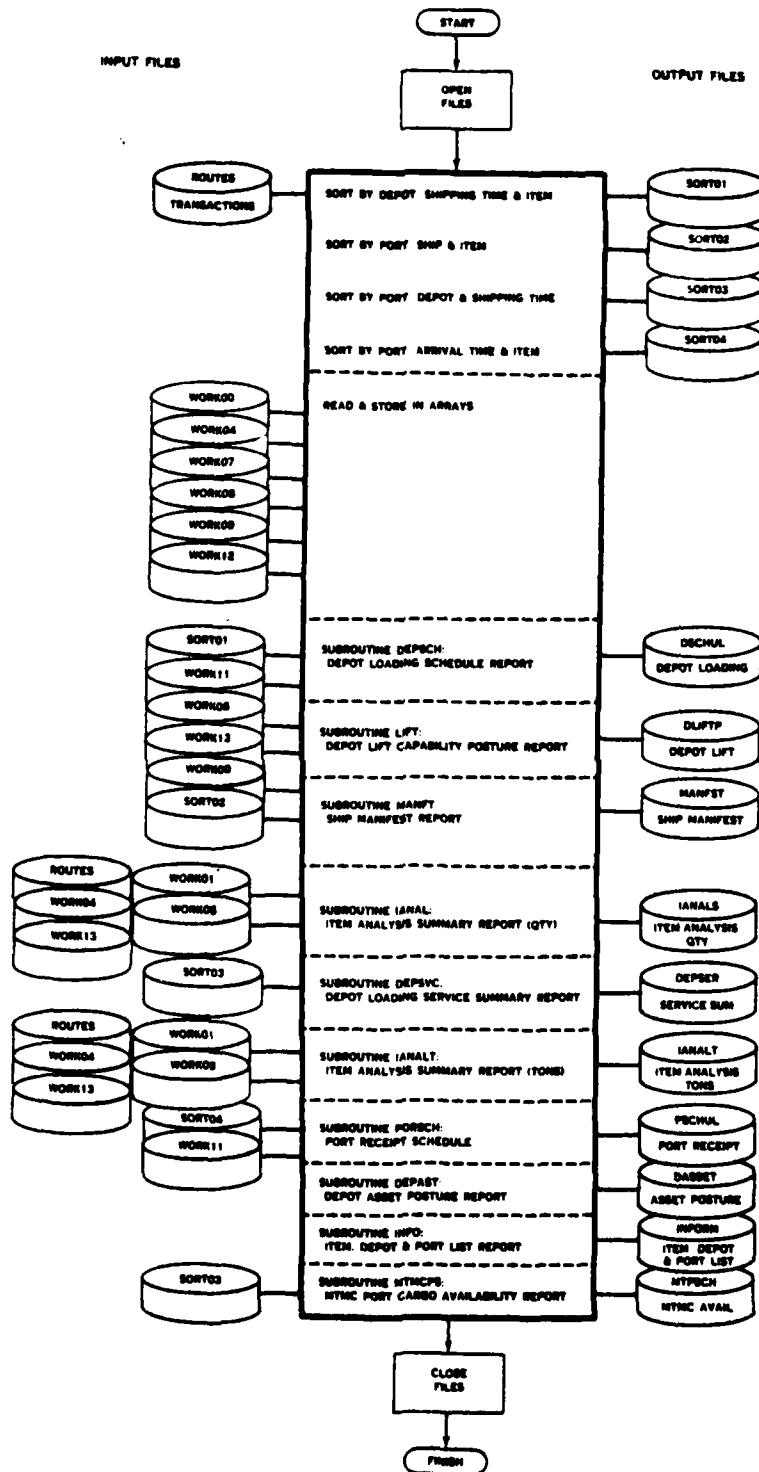 START
INPUT FILES
OUTPUT FILES
OPEN
FILES
ROUTES
TRANSACTIONS
SORT BY DEPOT SHIPPING TIME & ITEM
SORT01
SORT BY PORT SHIP & ITEM
SORT02
SORT BY PORT DEPOT & SHIPPING TIME
SORT03
SORT BY PORT ARRIVAL TIME & ITEM
SORT04
WORK00
READ & STORE IN ARRAYS
WORK04
WORK07
WORK08
WORK09
WORK12
SORT01
SUBROUTINE DEPSCH:
DEPOT LOADING SCHEDULE REPORT
DSCHUL
DEPOT LOADING
WORK11
WORK08
SUBROUTINE LIFT:
DEPOT LIFT CAPABILITY POSTURE REPORT
DLIFTP
DEPOT LIFT
WORK13
WORK09
SORT02
SUBROUTINE MANFT
SHIP MANIFEST REPORT
MANFST
SHIP MANIFEST
ROUTES
WORK01
WORK04
WORK08
WORK13
SUBROUTINE IANAL:
ITEM ANALYSIS SUMMARY REPORT (QTY)
IANALS
ITEM ANALYSIS
QTY
SORT03
SUBROUTINE DEPSVC.
DEPOT LOADING SERVICE SUMMARY REPORT
DEPSER
SERVICE SUM
ROUTES
WORK01
WORK04
WORK08
WORK13
SUBROUTINE IANALT:
ITEM ANALYSIS SUMMARY REPORT (TONS)
IANALT
ITEM ANALYSIS
TONS
SORT04
WORK11
SUBROUTINE PORSCH:
PORT RECEIPT SCHEDULE
PSCHUL
PORT RECEIPT
SUBROUTINE DEPAST:
DEPOT ASSET POSTURE REPORT
DASSET
ASSET POSTURE
SUBROUTINE INFO:
ITEM. DEPOT & PORT LIST REPORT
INFORM
ITEM DEPOT
& PORT LIST
SORT03
SUBROUTINE MTMCPS:
MTMC PORT CARGO AVAILABILITY REPORT
MTPSCH
MTMC AVAIL
CLOSE
FILES
FINISH